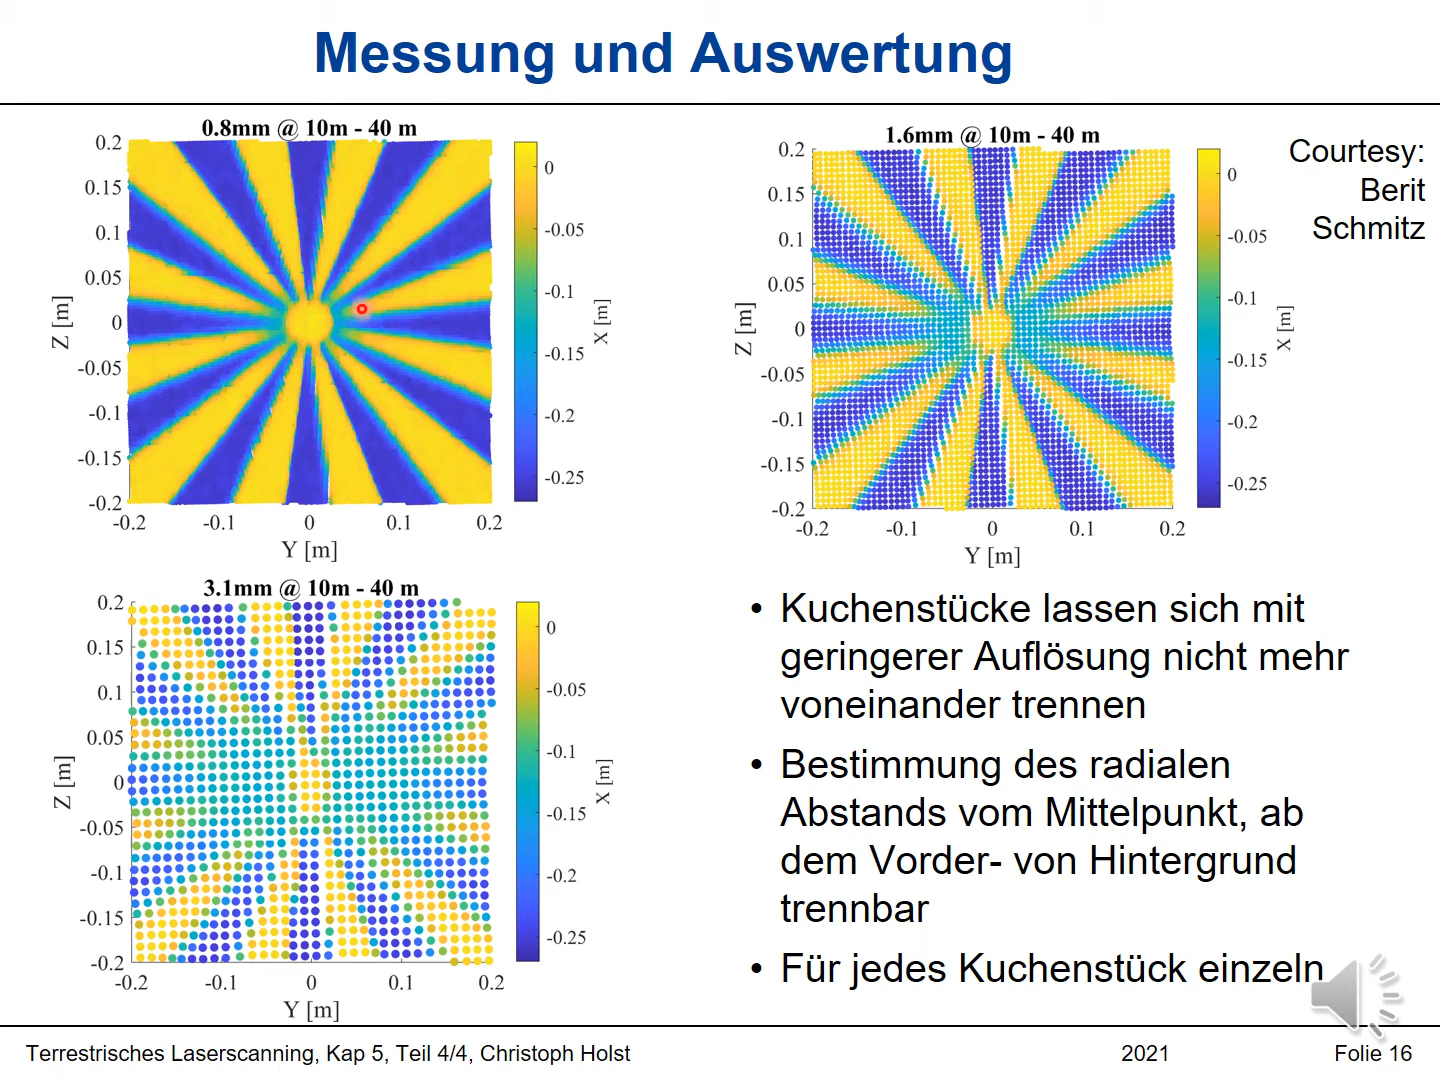 Messung und Auswertung
0.8mm @ 10m - 40 m
0.2
0.15
0.1
0.05
0
-0.05
-0.1
-0.15
-0.2
Z [m]
-0.2
-0.1
0
0.1
0.2
Y [m]
0
-0.05
-0.1
-0.15
-0.2
-0.25
X [m]
1.6mm @ 10m - 40 m
0.2
0.15
0.1
0.05
0
-0.05
-0.1
-0.15
-0.2
Z [m]
-0.2
-0.1
0
0.1
0.2
Y [m]
0
-0.05
-0.1
-0.15
-0.2
-0.25
X [m]
Courtesy:
Berit
Schmitz
3.1mm @ 10m - 40 m
0.2
0.15
0.1
0.05
0
-0.05
-0.1
-0.15
-0.2
Z [m]
-0.2
-0.1
0
0.1
0.2
Y [m]
0
-0.05
-0.1
-0.15
-0.2
-0.25
X [m]
• Kuchenstücke lassen sich mit
geringerer Auflösung nicht mehr
voneinander trennen
• Bestimmung des radialen
Abstands vom Mittelpunkt, ab
dem Vorder- von Hintergrund
trennbar
• Für jedes Kuchenstück einzeln
Terrestrisches Laserscanning, Kap 5, Teil 4/4, Christoph Holst
2021
Folie 16